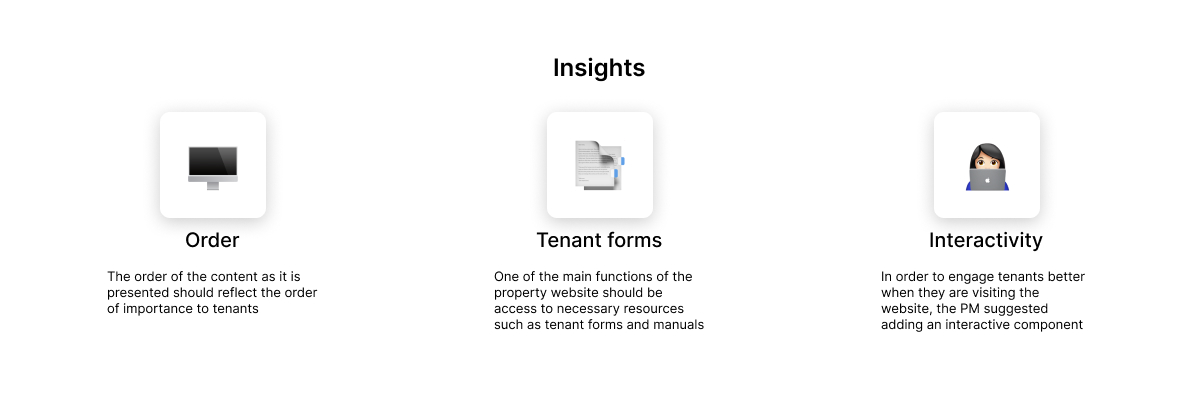 Insights
Order
The order of the content as it is
presented should reflect the order
of importance to tenants
Tenant forms
One of the main functions of the
property website should be
access to necessary resources
such as tenant forms and manuals
Interactivity
In order to engage tenants better
when they are visiting the
website, the PM suggested
adding an interactive component